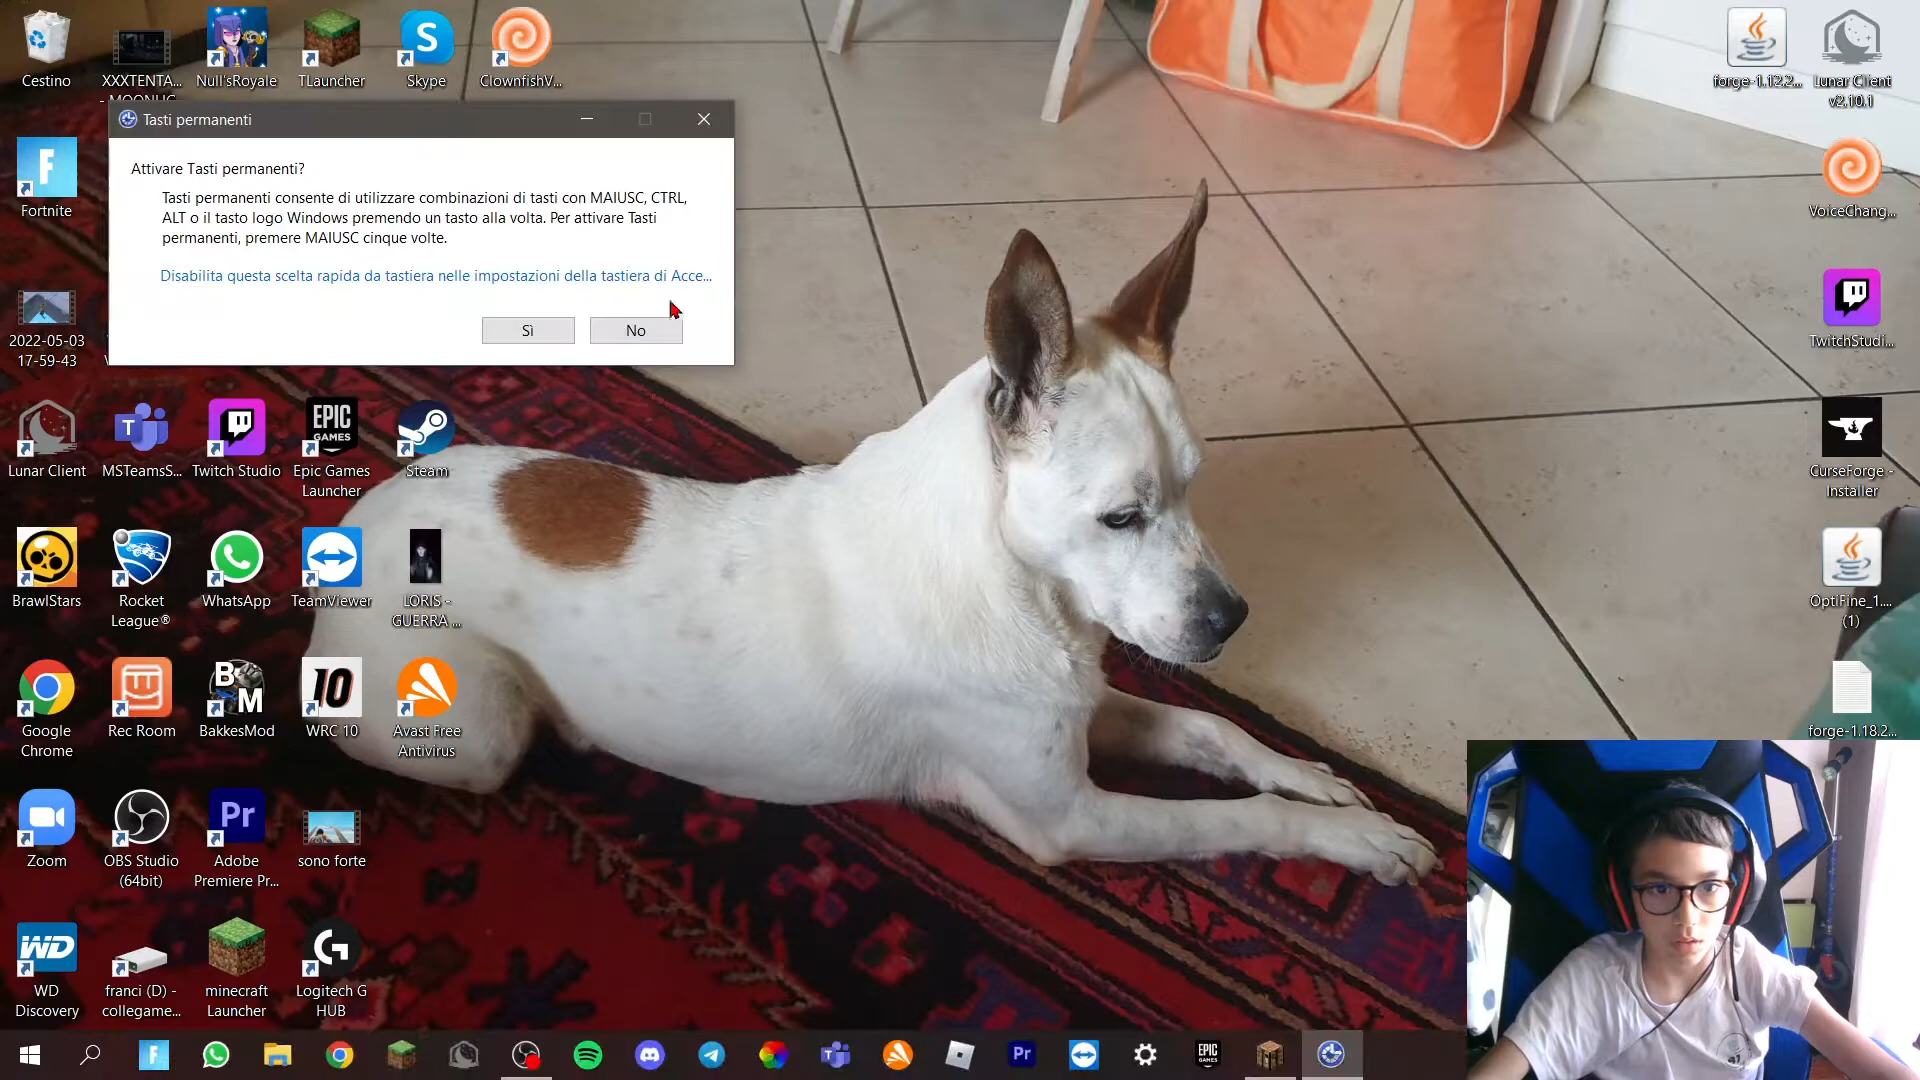 Cestino
XXXTENTA...
Null'sRoyale
TLauncher
Skype
ClownfishV...
forge-1.12.2...
Lunar Client
v2.10.1
Tasti permanenti
Attivare Tasti permanenti?
Tasti permanenti consente di utilizzare combinazioni di tasti con MAIUSC, CTRL,
ALT o il tasto logo Windows premendo un tasto alla volta. Per attivare Tasti
permanenti, premere MAIUSC cinque volte.
Disabilita questa scelta rapida da tastiera nelle impostazioni della tastiera di Acce...
Sì
No
Fortnite
VoiceChang...
2022-05-03
17-59-43
TwitchStudi...
EPIC
GAMES
Lunar Client
MSTeamsS...
Twitch Studio
Epic Games
Launcher
Steam
CurseForge -
Installer
BrawlStars
Rocket
League®
WhatsApp
TeamViewer
LORIS -
GUERRA ...
OptiFine_1....
(1)
B
M
10
Google
Chrome
Rec Room
BakkesMod
WRC 10
Avast Free
Antivirus
forge-1.18.2...
Pr
Zoom
OBS Studio
(64bit)
Adobe
Premiere Pr...
sono forte
WD
WD
Discovery
franci (D) -
collegame...
minecraft
Launcher
Logitech G
HUB
Pr
EPIC
GAMES